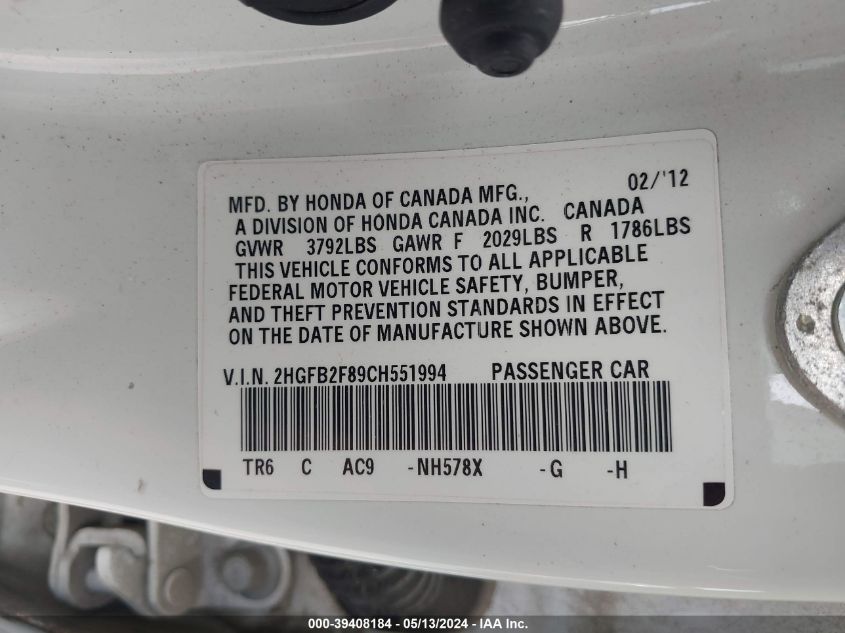 02/'12
MFD. BY HONDA OF CANADA MFG.,
A DIVISION OF HONDA CANADA INC. CANADA
GVWR 3792LBS GAWR F 2029LBS R 1786LBS
THIS VEHICLE CONFORMS TO ALL APPLICABLE
FEDERAL MOTOR VEHICLE SAFETY, BUMPER,
AND THEFT PREVENTION STANDARDS IN EFFECT
ON THE DATE OF MANUFACTURE SHOWN ABOVE.
V.I.N. 2HGFB2F89CH551994 PASSENGER CAR
TR6 C AC9 -NH578X -G -H
000-39408184 / 05/13/2024 - IAA Inc.